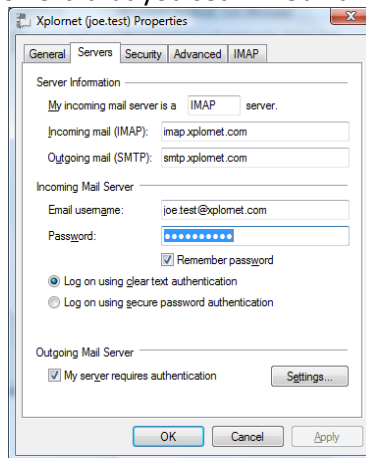 Xplornet (joe.test) Properties
General Servers Security Advanced IMAP
Server Information
My incoming mail server is a IMAP server.
Incoming mail (IMAP): imap.xplornet.com
Outgoing mail (SMTP): smtp.xplornet.com
Incoming Mail Server
Email username: joe.test@xplornet.com
Password: ●●●●●●●●●●
Remember password
Log on using clear text authentication
Log on using secure password authentication
Outgoing Mail Server
My server requires authentication Settings...
OK Cancel Apply